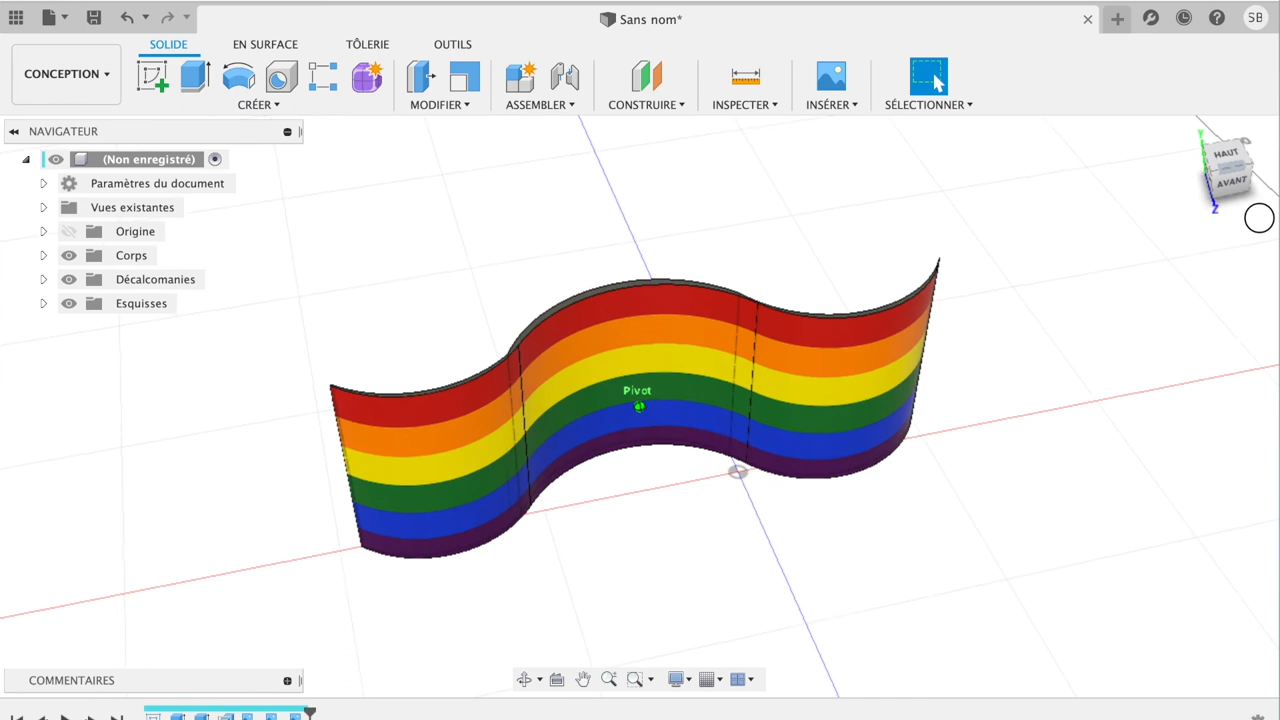 Sans nom*
SB
CONCEPTION
SOLIDE
EN SURFACE
TÔLERIE
OUTILS
CRÉER
MODIFIER
ASSEMBLER
CONSTRUIRE
INSPECTER
INSÉRER
SÉLECTIONNER
NAVIGATEUR
(Non enregistré)
Paramètres du document
Vues existantes
Origine
Corps
Décalcomanies
Esquisses
Y
HAUT
AVANT
Z
Pivot
COMMENTAIRES